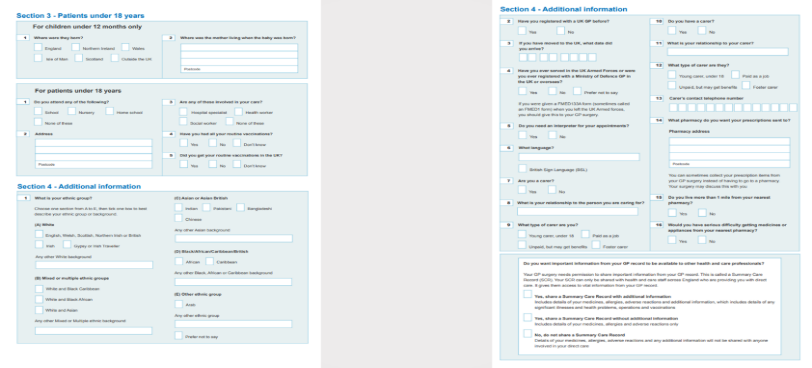 Section 3 - Patients under 18 years
For children under 12 months only
1 Where were they born?
England
Northern Ireland
Wales
Isle of Man
Scotland
Outside the UK
2 Where was the mother living when the baby was born?
Postcode
For patients under 18 years
1 Do you attend any of the following?
School
Nursery
Home school
None of these
2 Address
Postcode
3 Are any of these involved in your care?
Hospital specialist
Health worker
Social worker
None of these
4 Have you had all your routine vaccinations?
Yes
No
Don't know
5 Did you get your routine vaccinations in the UK?
Yes
No
Don't know
Section 4 - Additional information
1 What is your ethnic group?
Choose one section from A to E, then tick one box to best
describe your ethnic group or background.
(A) White
English, Welsh, Scottish, Northern Irish or British
Irish
Gypsy or Irish Traveller
Any other White background
(B) Mixed or multiple ethnic groups
White and Black Caribbean
White and Black African
White and Asian
Any other Mixed or Multiple ethnic background
(C) Asian or Asian British
Indian
Pakistani
Bangladeshi
Chinese
Any other Asian background
(D) Black/African/Caribbean/British
African
Caribbean
Any other Black, African or Caribbean background
(E) Other ethnic group
Arab
Any other ethnic group
Prefer not to say
Section 4 - Additional information
2 Have you registered with a UK GP before?
Yes
No
3 If you have moved to the UK, what date did
you arrive?
4 Have you ever served in the UK Armed Forces or were
you ever registered with a Ministry of Defence GP in
the UK or overseas?
Yes
No
Prefer not to say
If you were given a FMED133A form (sometimes called
an FMED1 form) when you left the UK Armed forces,
you should give this to your GP surgery.
5 Do you need an interpreter for your appointments?
Yes
No
6 What language?
British Sign Language (BSL)
7 Are you a carer?
Yes
No
8 What is your relationship to the person you are caring for?
9 What type of carer are you?
Young carer, under 18
Paid as a job
Unpaid, but may get benefits
Foster carer
10 Do you have a carer?
Yes
No
11 What is your relationship to the carer?
12 What type of carer are they?
Young carer, under 18
Paid as a job
Unpaid, but may get benefits
Foster carer
13 Carer's contact telephone number
14 What pharmacy do you want your prescriptions sent to?
Pharmacy address
Postcode
You can sometimes collect your prescription items from
your GP surgery instead of having to go to a pharmacy.
Your surgery may discuss this with you.
15 Do you live more than 1 mile from your nearest
pharmacy?
Yes
No
16 Would you have serious difficulty getting medicines or
appliances from your nearest pharmacy?
Yes
No
Do you want important information from your GP record to be available to other health and care professionals?
Your GP surgery needs permission to share important information from your GP record. This is called a Summary Care
Record (SCR). Your SCR can only be shared with health and care staff across England who are providing you with direct
care. It gives them access to vital information from your GP record.
Yes, share a Summary Care Record with additional information
Includes details of your medicines, allergies, adverse reactions and additional information, which includes details of any
significant illnesses and health problems, operations and vaccinations
Yes, share a Summary Care Record without additional information
Includes details of your medicines, allergies and adverse reactions only
No, do not share a Summary Care Record
Details of your medicines, allergies, adverse reactions and any additional information will not be shared with anyone
involved in your direct care